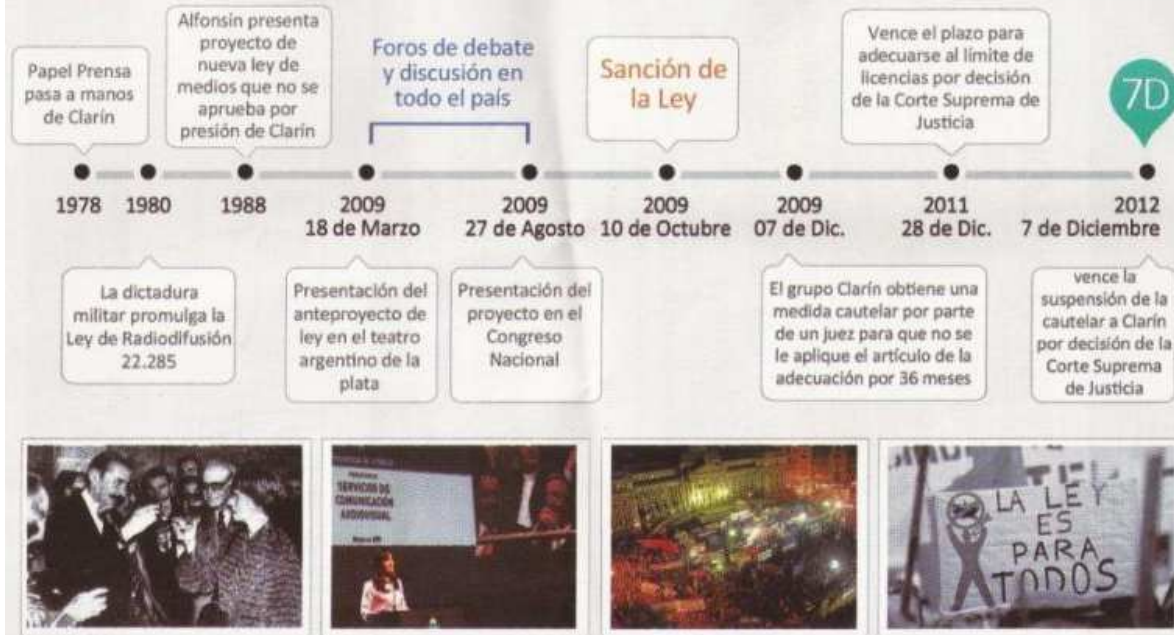 Papel Prensa
pasa a manos
de Clarín
Alfonsín presenta
proyecto de
nueva ley de
medios que no se
aprueba por
presión de Clarín
Foros de debate
y discusión en
todo el país
Sanción de
la Ley
Vence el plazo para
adecuarse al límite de
licencias por decisión
de la Corte Suprema de
Justicia
7D
1978
1980
1988
2009
18 de Marzo
2009
27 de Agosto
2009
10 de Octubre
2009
07 de Dic.
2011
28 de Dic.
2012
7 de Diciembre
La dictadura
militar promulga la
Ley de Radiodifusión
22.285
Presentación del
anteproyecto de
ley en el teatro
argentino de la
plata
Presentación del
proyecto en el
Congreso
Nacional
El grupo Clarín obtiene una
medida cautelar por parte
de un juez para que no se
le aplique el artículo de la
adecuación por 36 meses
vence la
suspensión de la
cautelar a Clarín
por decisión de la
Corte Suprema
de Justicia
SERVICIOS DE
COMUNICACIÓN
AUDIOVISUAL
LA LEY
ES
PARA
TODOS